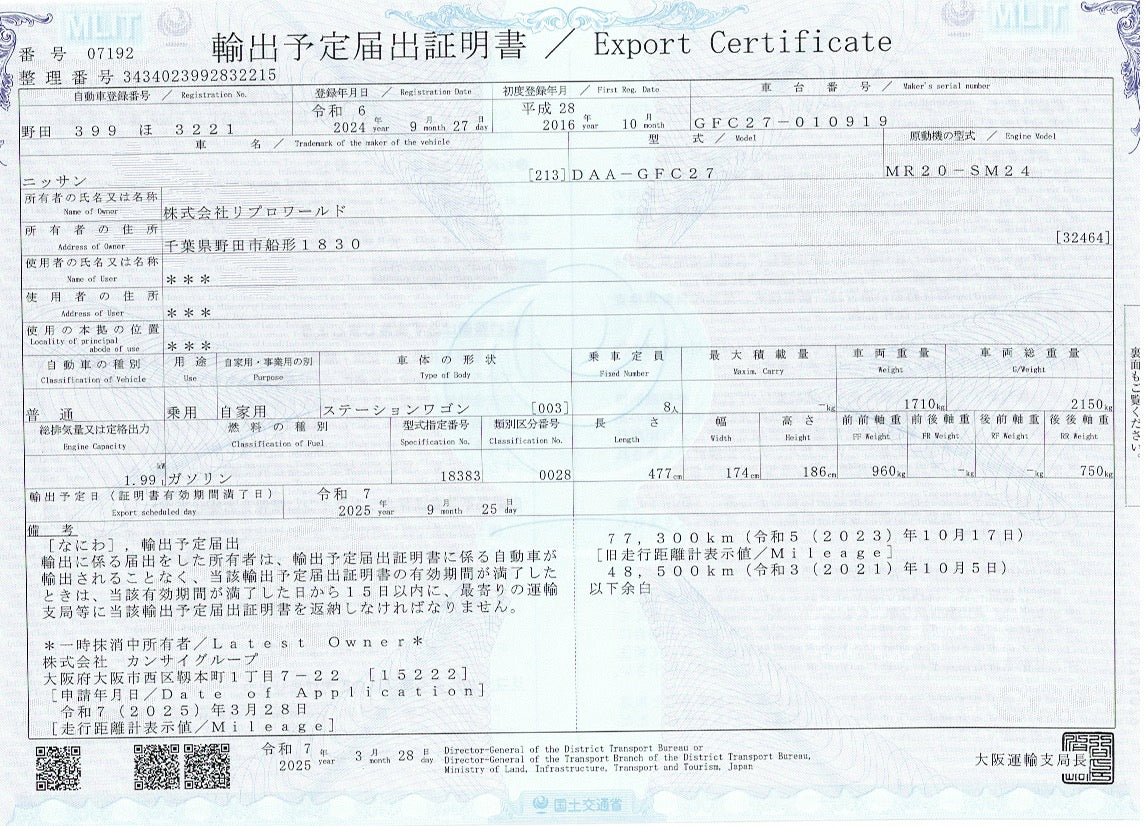 MLIT
MLIT
番 号 07192
輸出予定届出証明書 ／ Export Certificate
整理番号 3434023992832215
自動車登録番号 ／ Registration No.
登録年月日 ／ Registration Date
初度登録年月 ／ First Reg. Date
車 台 番 号 ／ Maker's serial number
野田 ３９９ ほ ３２２１
令和 6
2024 年 year 9 月 month 27 日 day
平成 28
2016 年 year 10 月 month
ＧＦＣ２７－０１０９１９
車 名 ／ Trademark of the maker of the vehicle
型 式 ／ Model
原動機の型式 ／ Engine Model
ニッサン [213]
ＤＡＡ－ＧＦＣ２７
ＭＲ２０－ＳＭ２４
所有者の氏名又は名称
Name of Owner
株式会社リプロワールド
所有者の住所
Address of Owner
千葉県野田市船形１８３０ [32464]
使用者の氏名又は名称
Name of User
＊＊＊
使用者の住所
Address of User
＊＊＊
使用の本拠の位置
Locality of principal abode of use
＊＊＊
自動車の種別
Classification of Vehicle
用途
Use
自家用・事業用の別
Purpose
車体の形状
Type of Body
乗車定員
Fixed Number
最大積載量
Maxim. Carry
車両重量
Weight
車両総重量
G/Weight
普通 乗用 自家用 ステーションワゴン [003] 8人 －kg 1710kg 2150kg
総排気量又は定格出力
Engine Capacity
燃料の種別
Classification of Fuel
型式指定番号
Specification No.
類別区分番号
Classification No.
長さ
Length
幅
Width
高さ
Height
前前軸重
FF Weight
前後軸重
FR Weight
後前軸重
RF Weight
後後軸重
RR Weight
kW
1.99 l ガソリン 18383 0028 477cm 174cm 186cm 960kg －kg －kg 750kg
輸出予定日（証明書有効期間満了日）
Export scheduled day
令和 7
2025 年 year 9 月 month 25 日 day
備 考
［なにわ］，輸出予定届出
輸出に係る届出をした所有者は、輸出予定届出証明書に係る自動車が
輸出されることなく、当該輸出予定届出証明書の有効期間が満了した
ときは、当該有効期間が満了した日から１５日以内に、最寄りの運輸
支局等に当該輸出予定届出証明書を返納しなければなりません。
＊一時抹消中所有者／Ｌａｔｅｓｔ Ｏｗｎｅｒ＊
株式会社 カンサイグループ
大阪府大阪市西区靱本町１丁目７－２２ ［１５２２２］
［申請年月日／Ｄａｔｅ ｏｆ Ａｐｐｌｉｃａｔｉｏｎ］
令和７（２０２５）年３月２８日
［走行距離計表示値／Ｍｉｌｅａｇｅ］
７７，３００ｋｍ（令和５（２０２３）年１０月１７日）
［旧走行距離計表示値／Ｍｉｌｅａｇｅ］
４８，５００ｋｍ（令和３（２０２１）年１０月５日）
以下余白
裏面もご覧ください。
令和 7
2025 年 year 3 月 month 28 日 day
Director-General of the District Transport Bureau or
Director-General of the Transport Branch of the District Transport Bureau,
Ministry of Land, Infrastructure, Transport and Tourism, Japan
大阪運輸支局長
国土交通省